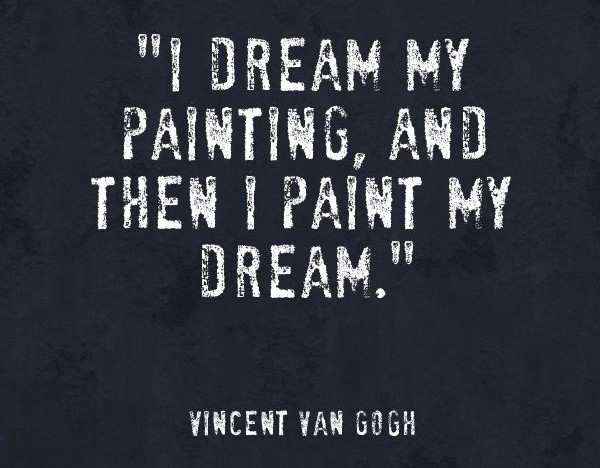 "I DREAM MY
PAINTING, AND
THEN I PAINT MY
DREAM."
VINCENT VAN GOGH